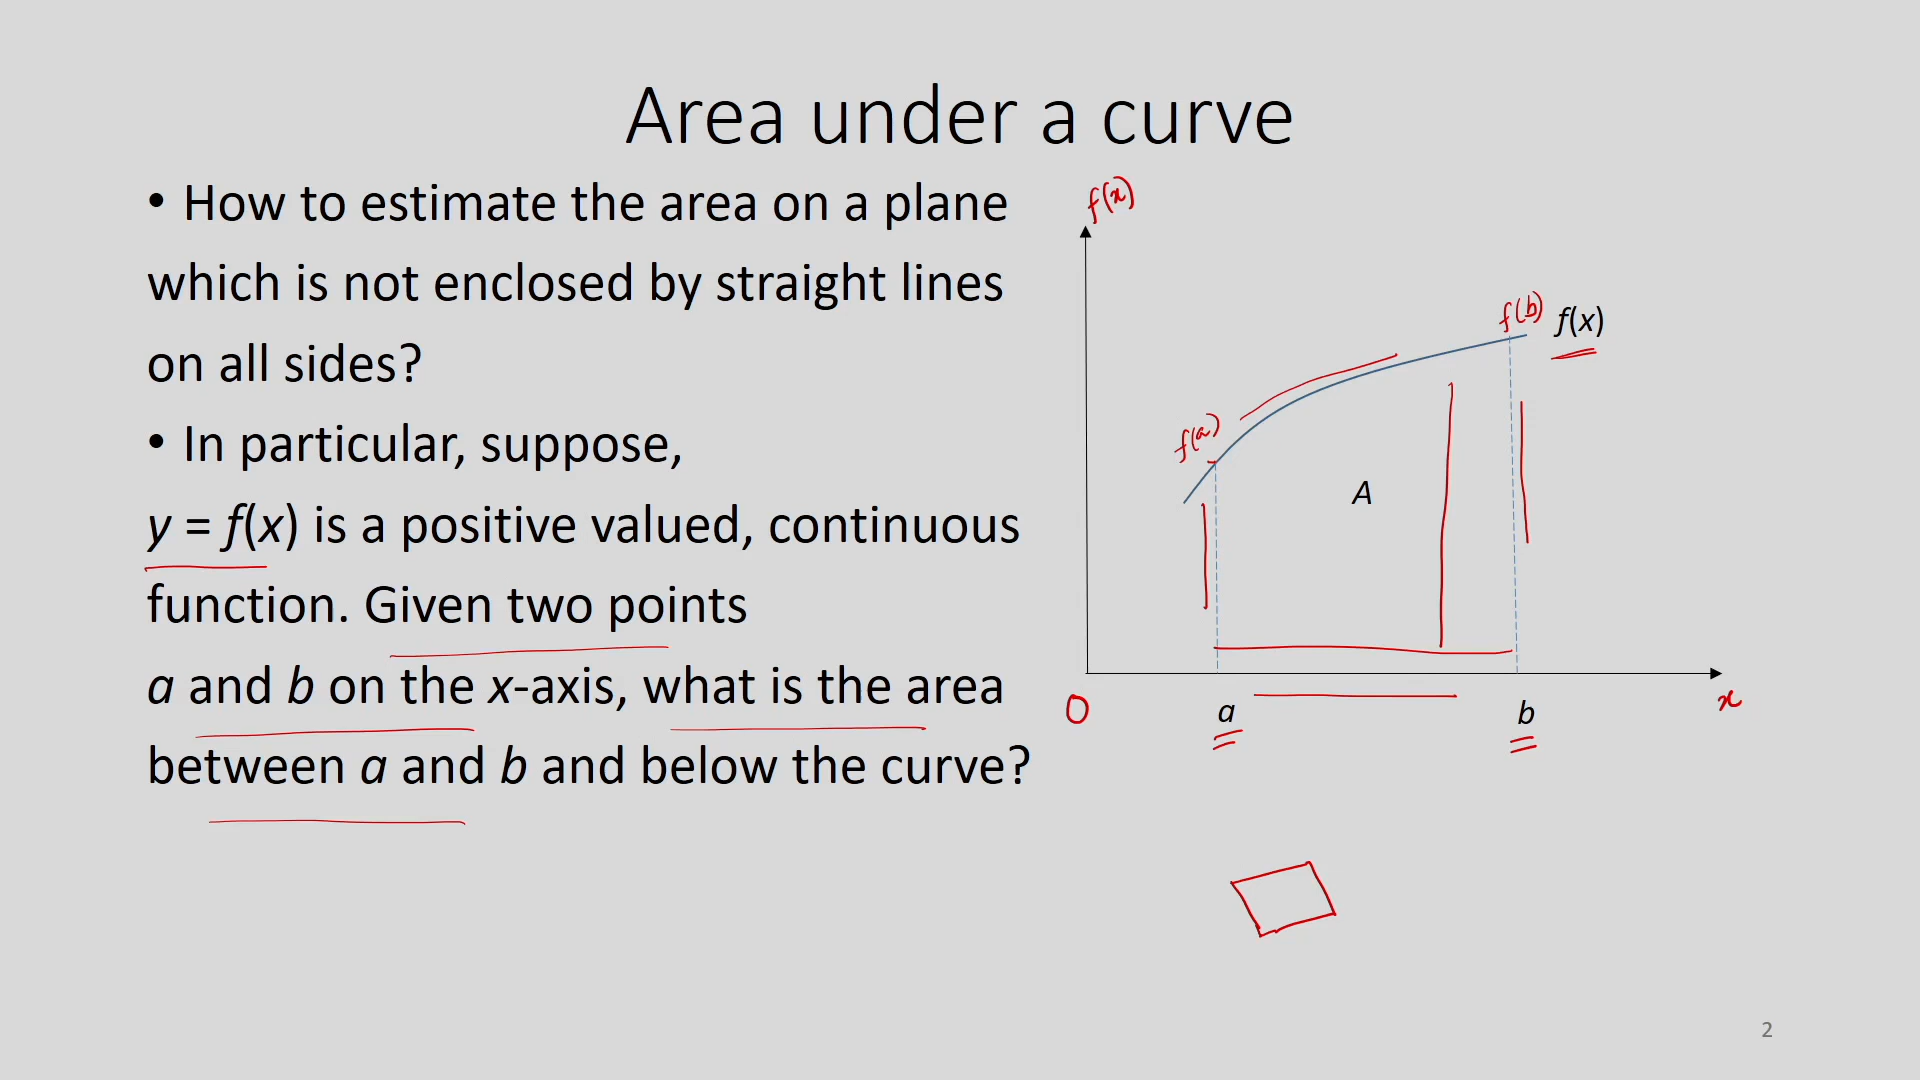 Area under a curve
• How to estimate the area on a plane
which is not enclosed by straight lines
on all sides?
• In particular, suppose,
y = f(x) is a positive valued, continuous
function. Given two points
a and b on the x-axis, what is the area
between a and b and below the curve?
f(x)
f(b) f(x)
f(a)
A
0 a b x
2